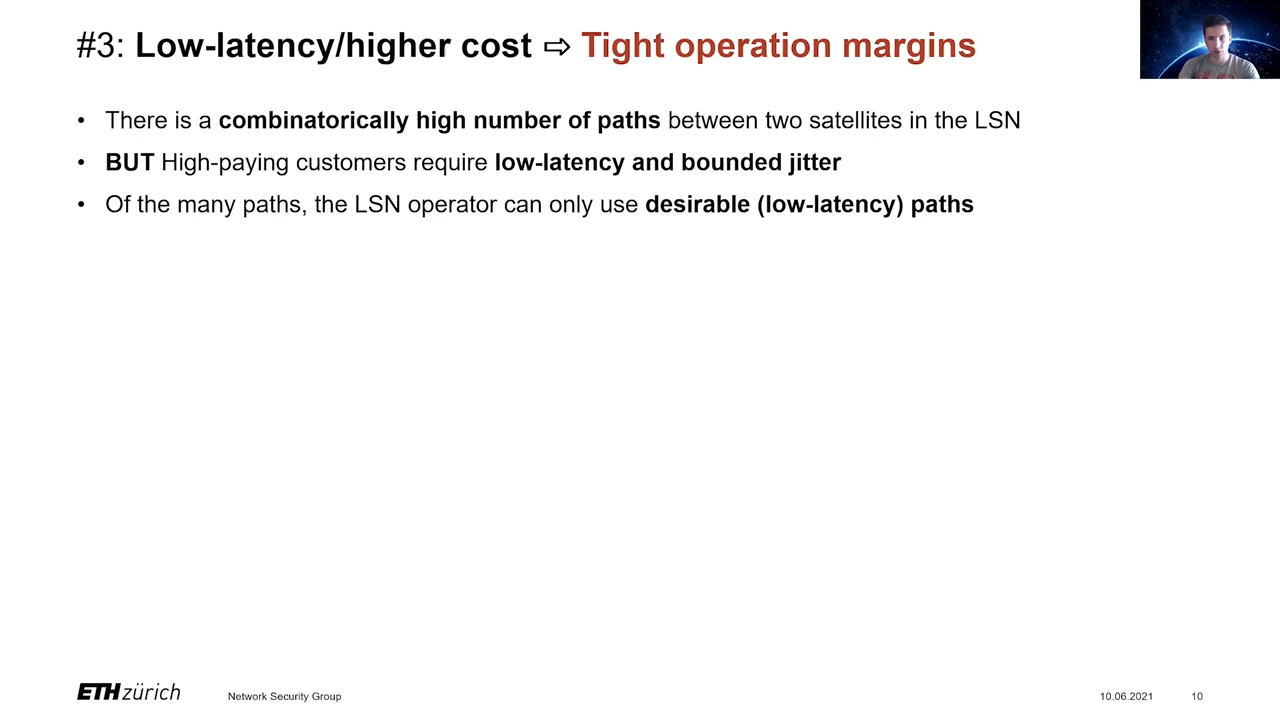 #3: Low-latency/higher cost ⇨ Tight operation margins
• There is a combinatorically high number of paths between two satellites in the LSN
• BUT High-paying customers require low-latency and bounded jitter
• Of the many paths, the LSN operator can only use desirable (low-latency) paths
ETH zürich Network Security Group 10.06.2021 10